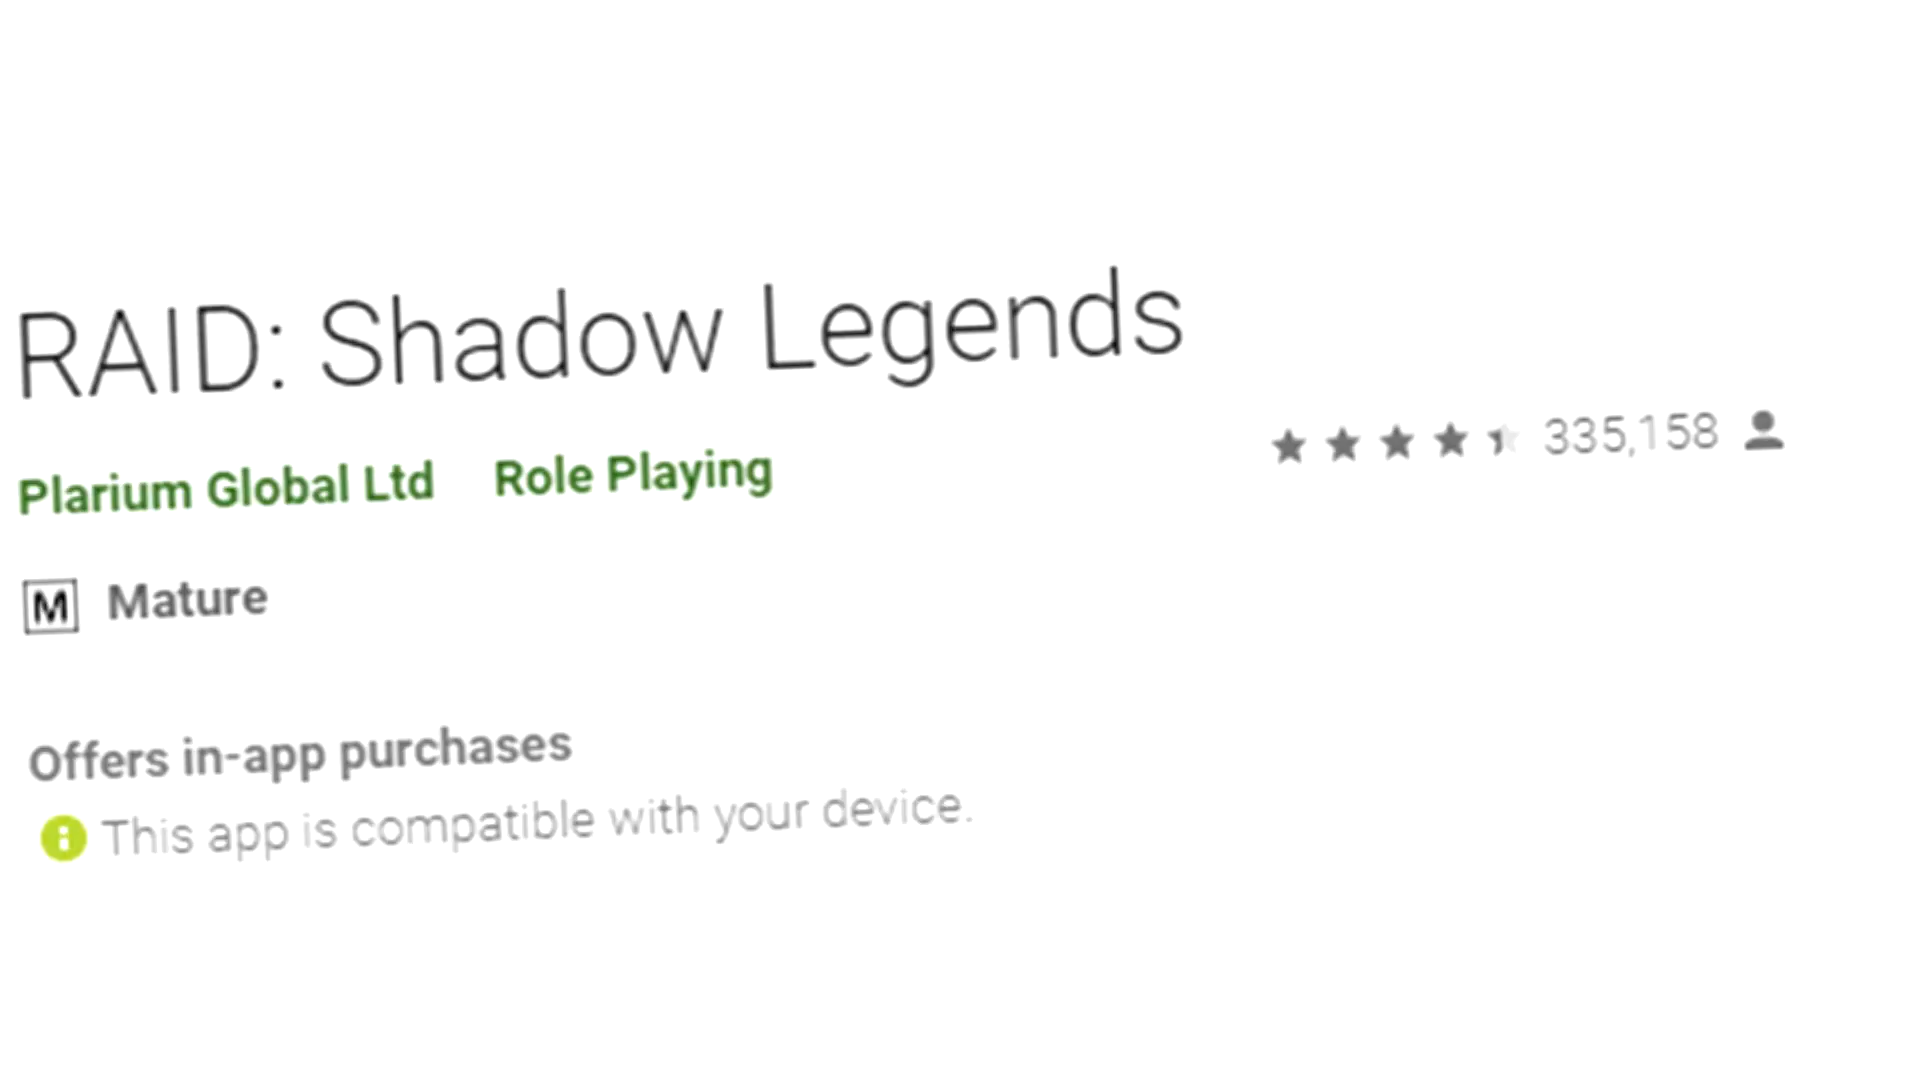 RAID: Shadow Legends
Plarium Global Ltd Role Playing
335,158
M Mature
Offers in-app purchases
This app is compatible with your device.